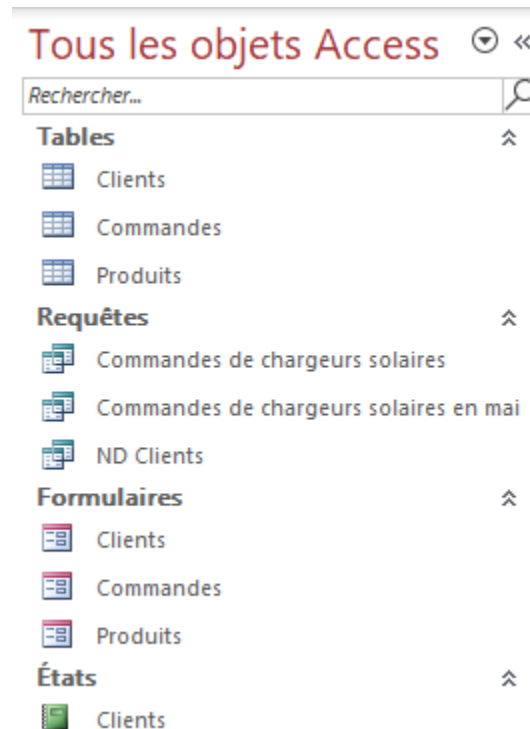 Tous les objets Access
Rechercher...
Tables
Clients
Commandes
Produits
Requêtes
Commandes de chargeurs solaires
Commandes de chargeurs solaires en mai
ND Clients
Formulaires
Clients
Commandes
Produits
États
Clients